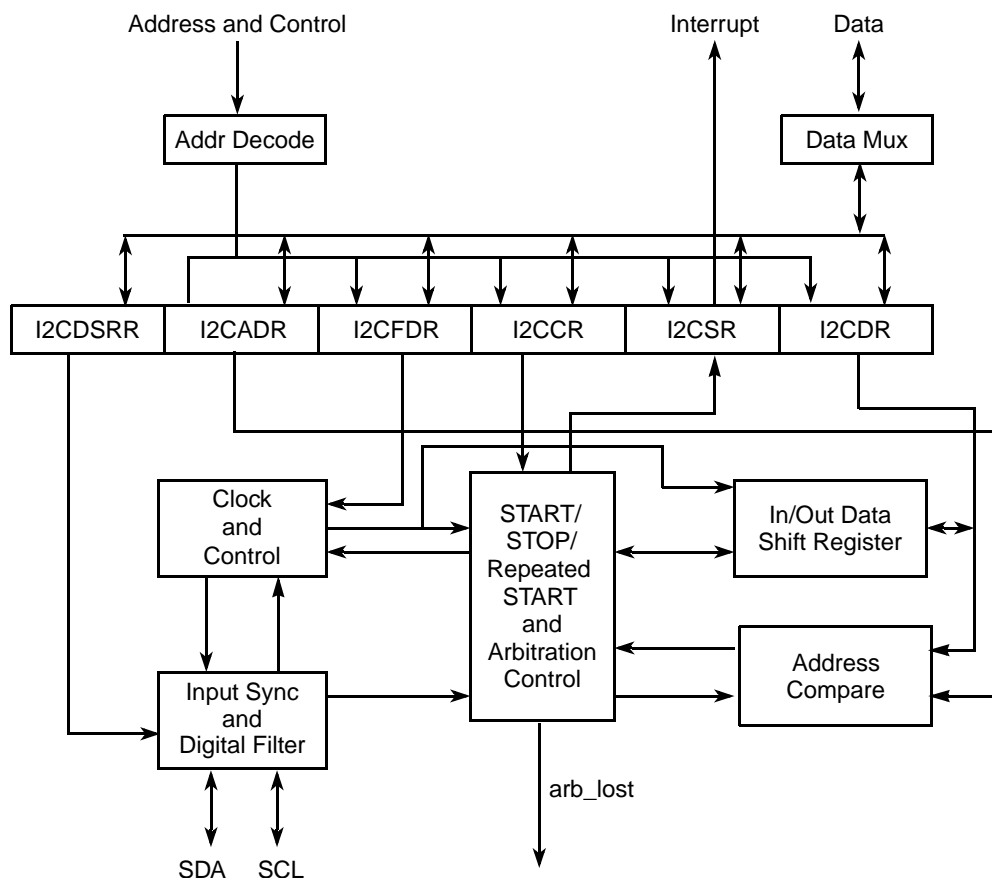 Address and Control
Interrupt
Data
Addr Decode
Data Mux
I2CDSRR
I2CADR
I2CFDR
I2CCR
I2CSR
I2CDR
Clock
and
Control
START/
STOP/
Repeated
START
and
Arbitration
Control
In/Out Data
Shift Register
Input Sync
and
Digital Filter
Address
Compare
arb_lost
SDA
SCL